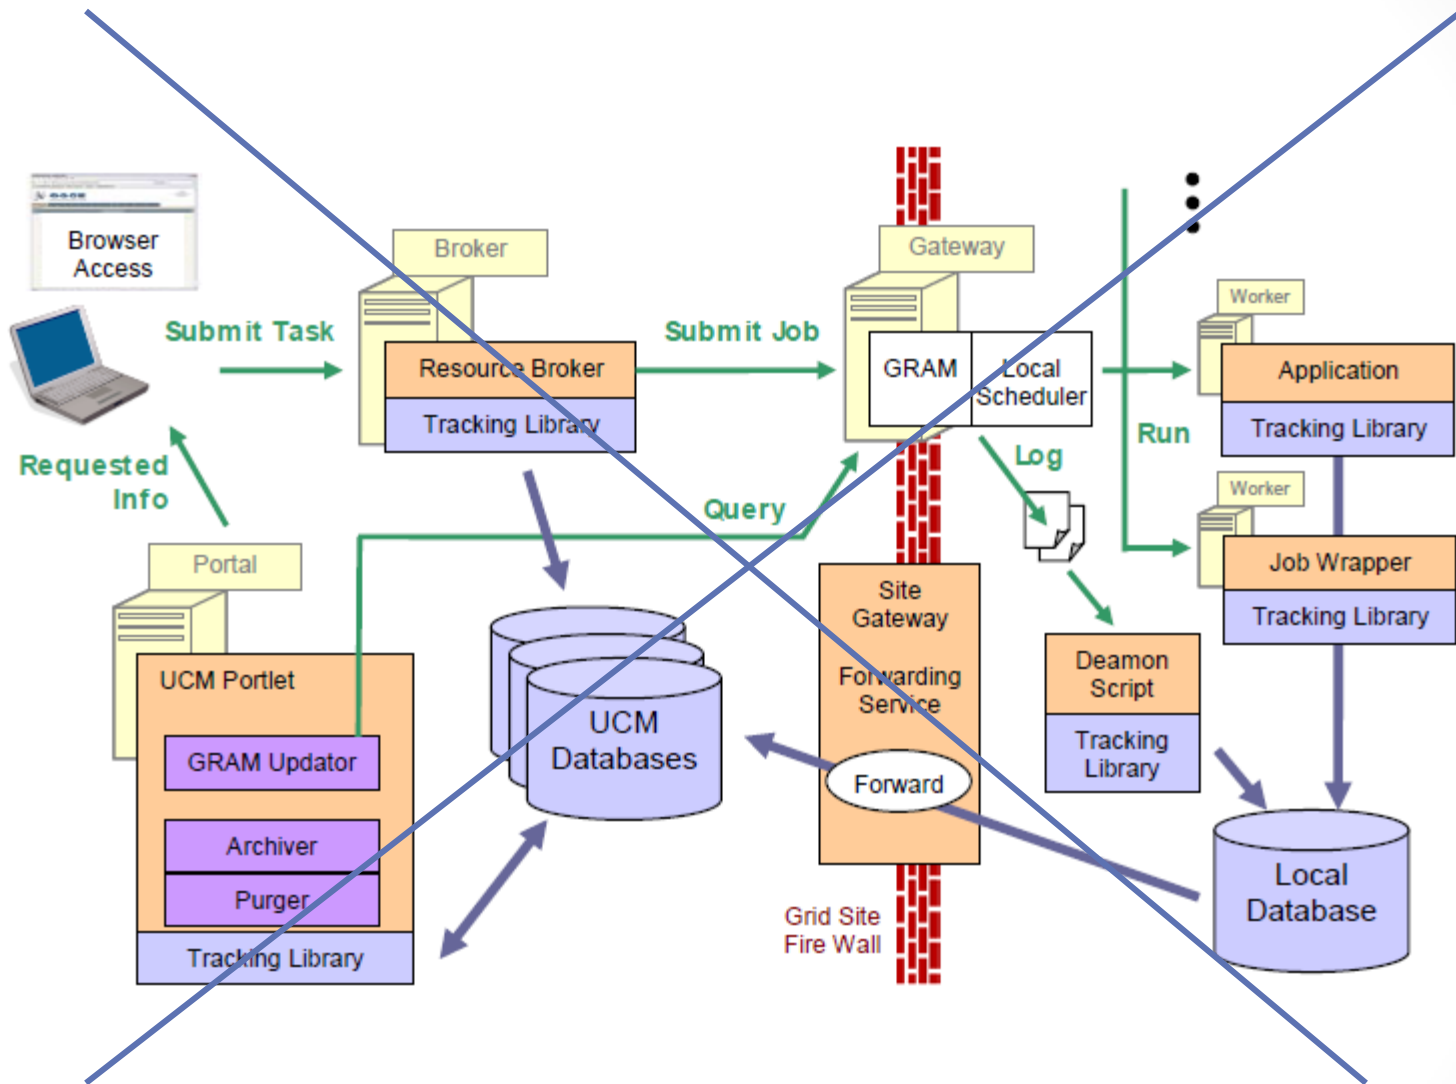 Browser
Access
Broker
Gateway
Worker
Submit Task
Submit Job
Resource Broker
Tracking Library
GRAM
Local
Scheduler
Application
Tracking Library
Requested
Info
Log
Run
Query
Worker
Portal
Job Wrapper
Tracking Library
Site
Gateway
Forwarding
Service
Forward
UCM Portlet
GRAM Updator
Archiver
Purger
Tracking Library
UCM
Databases
Deamon
Script
Tracking
Library
Local
Database
Grid Site
Fire Wall